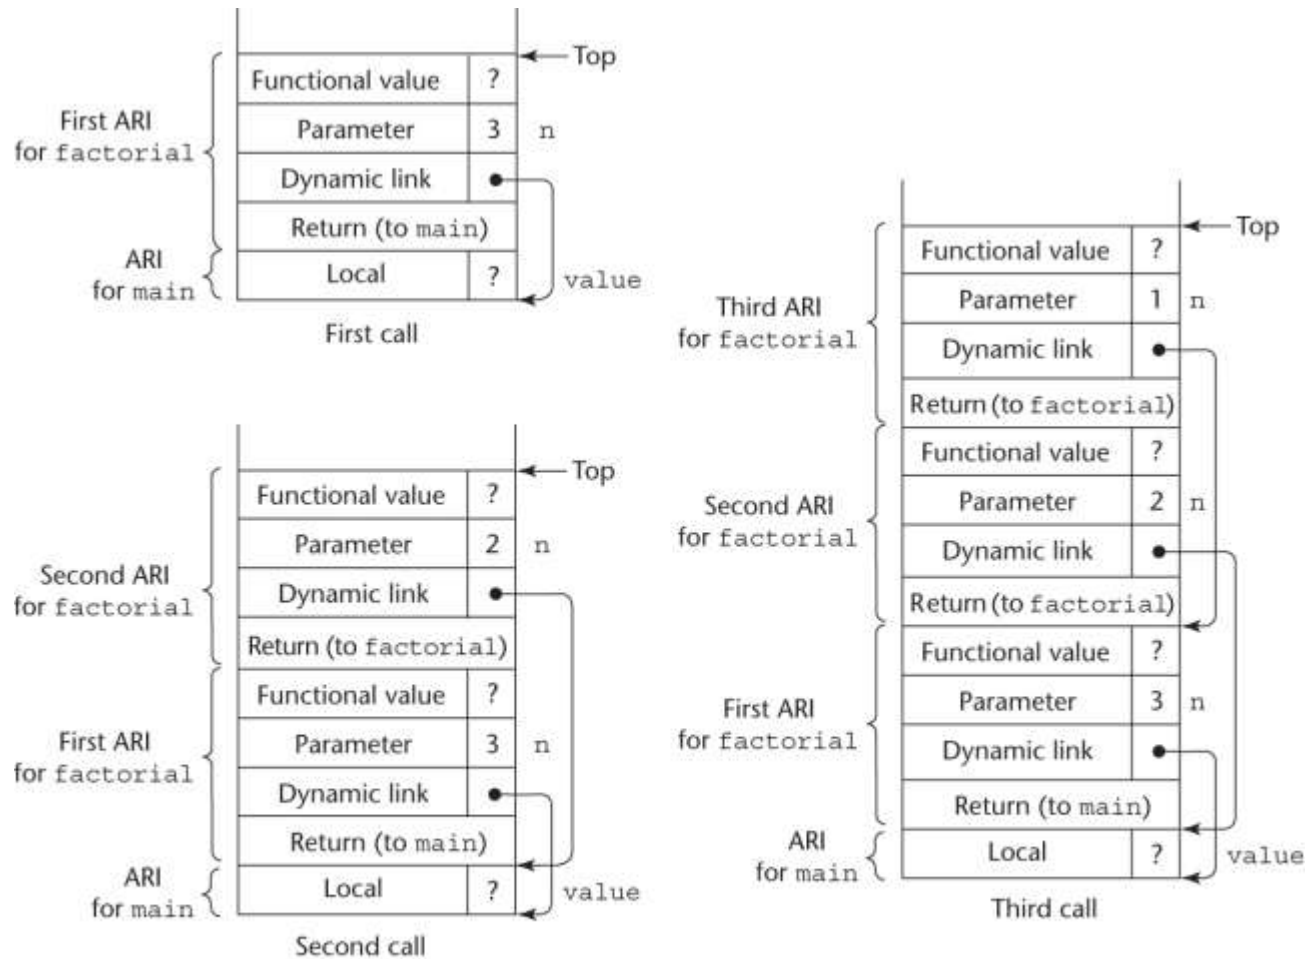 Top
Functional value ?
First ARI
for factorial
Parameter 3 n
Dynamic link
Return (to main)
ARI
for main
Local ? value
First call
Top
Functional value ?
Parameter 2 n
Second ARI
for factorial
Dynamic link
Return (to factorial)
Functional value ?
First ARI
for factorial
Parameter 3 n
Dynamic link
Return (to main)
ARI
for main
Local ? value
Second call
Top
Functional value ?
Third ARI
for factorial
Parameter 1 n
Dynamic link
Return (to factorial)
Functional value ?
Second ARI
for factorial
Parameter 2 n
Dynamic link
Return (to factorial)
Functional value ?
First ARI
for factorial
Parameter 3 n
Dynamic link
Return (to main)
ARI
for main
Local ? value
Third call